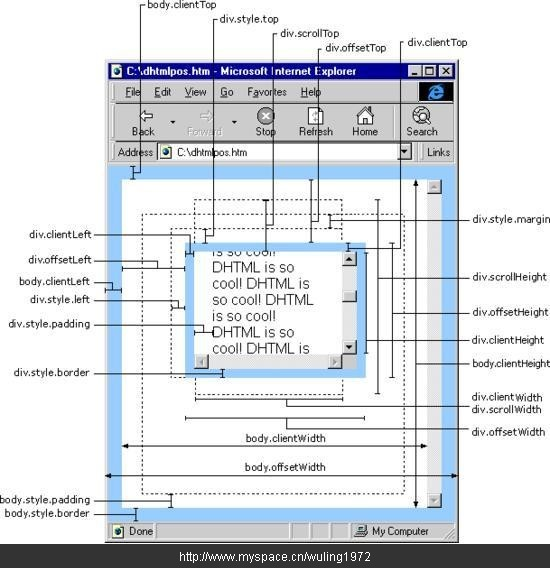 body.clientTop
div.style.top
div.scrollTop
div.offsetTop
div.clientTop
C:\dhtmlpos.htm - Microsoft Internet Explorer
File Edit View Go Favorites Help
Back Forward Stop Refresh Home Search
Address C:\dhtmlpos.htm Links
div.style.margin
div.clientLeft
div.offsetLeft
body.clientLeft
div.style.left
div.style.padding
div.style.border
is so cool!
DHTML is so
cool! DHTML is
so cool! DHTML
is so cool!
DHTML is so
cool! DHTML is
div.scrollHeight
div.offsetHeight
div.clientHeight
body.clientHeight
div.clientWidth
div.scrollWidth
div.offsetWidth
body.clientWidth
body.offsetWidth
body.style.padding
body.style.border
Done My Computer
http://www.myspace.cn/wuling1972